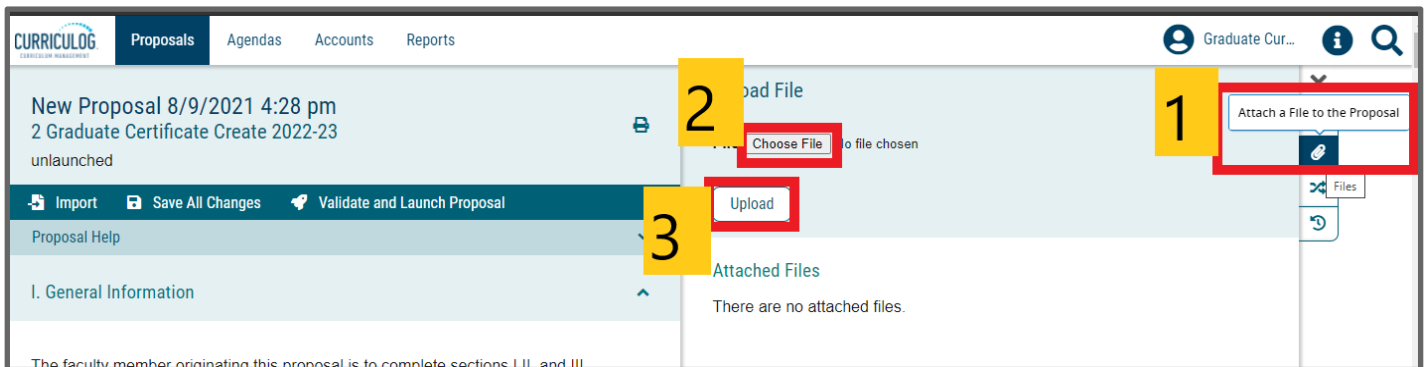 CURRICULOG
CURRICULUM MANAGEMENT
Proposals Agendas Accounts Reports
Graduate Cur...
New Proposal 8/9/2021 4:28 pm
2 Graduate Certificate Create 2022-23
unlaunched
Import Save All Changes Validate and Launch Proposal
Proposal Help
I. General Information
The faculty member originating this proposal is to complete sections I, II, and III
2
File
Choose File
file chosen
3
Upload
Attached Files
There are no attached files.
1
Attach a File to the Proposal
Files